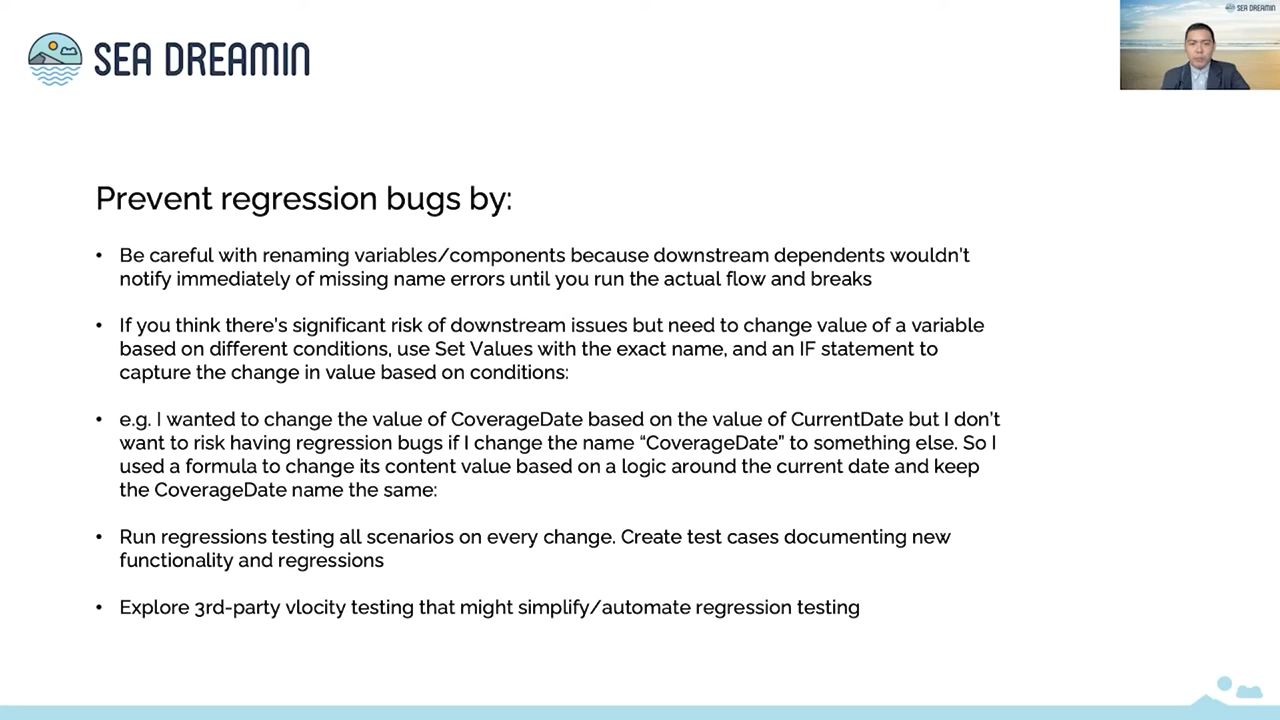 SEA DREAMIN
SEA DREAMIN
Prevent regression bugs by:
• Be careful with renaming variables/components because downstream dependents wouldn't
notify immediately of missing name errors until you run the actual flow and breaks
• If you think there's significant risk of downstream issues but need to change value of a variable
based on different conditions, use Set Values with the exact name, and an IF statement to
capture the change in value based on conditions:
• e.g. I wanted to change the value of CoverageDate based on the value of CurrentDate but I don't
want to risk having regression bugs if I change the name “CoverageDate” to something else. So I
used a formula to change its content value based on a logic around the current date and keep
the CoverageDate name the same:
• Run regressions testing all scenarios on every change. Create test cases documenting new
functionality and regressions
• Explore 3rd-party vlocity testing that might simplify/automate regression testing